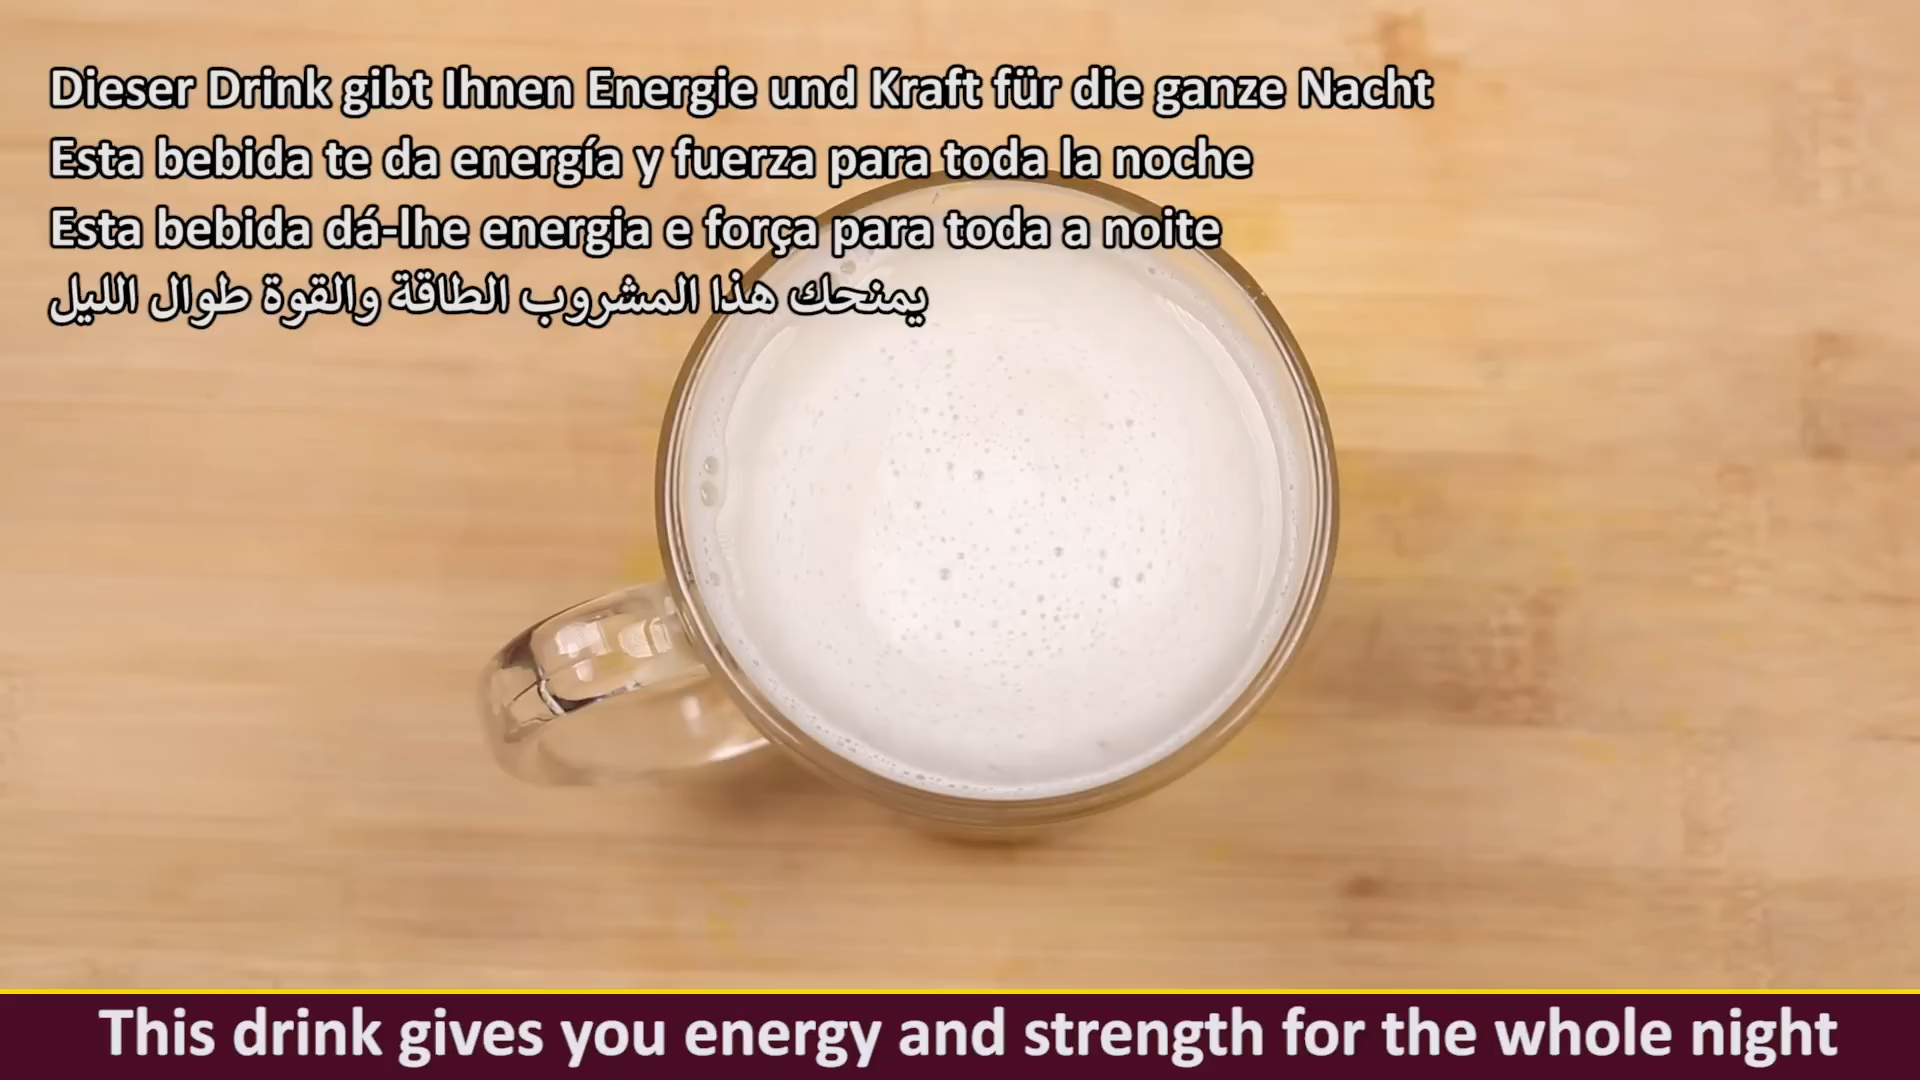 Dieser Drink gibt Ihnen Energie und Kraft für die ganze Nacht
Esta bebida te da energía y fuerza para toda la noche
Esta bebida dá-lhe energia e força para toda a noite
يمنحك هذا المشروب الطاقة والقوة طوال الليل
This drink gives you energy and strength for the whole night